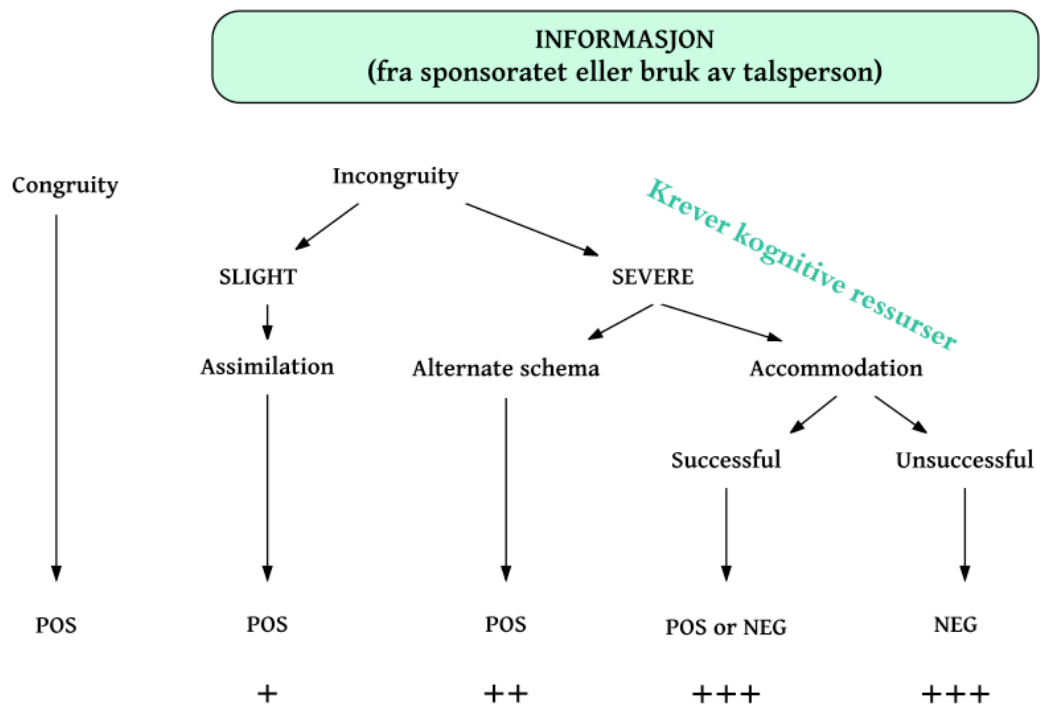 INFORMASJON
(fra sponsoratet eller bruk av talsperson)
Congruity
Incongruity
Krever kognitive ressurser
SLIGHT
SEVERE
Assimilation
Alternate schema
Accommodation
Successful
Unsuccessful
POS
POS
POS
POS or NEG
NEG
+
++
+++
+++